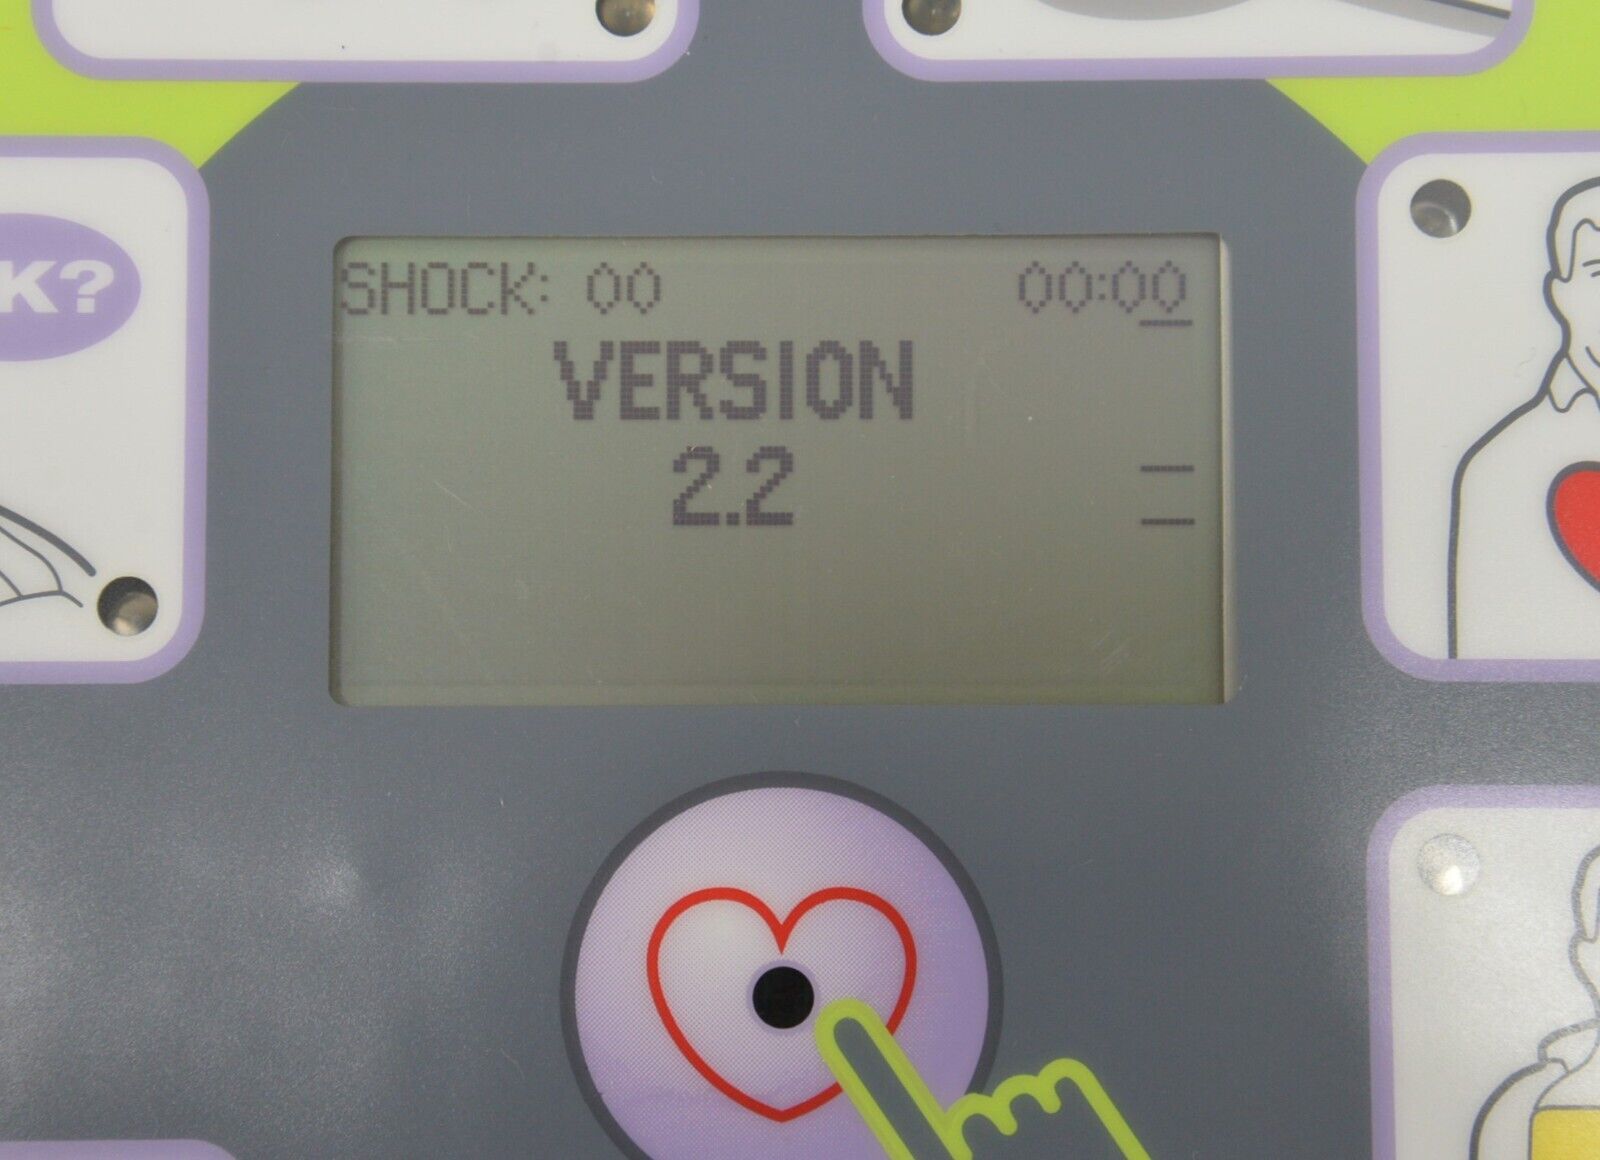 SHOCK: 00 00:00
VERSION
2.2
K?